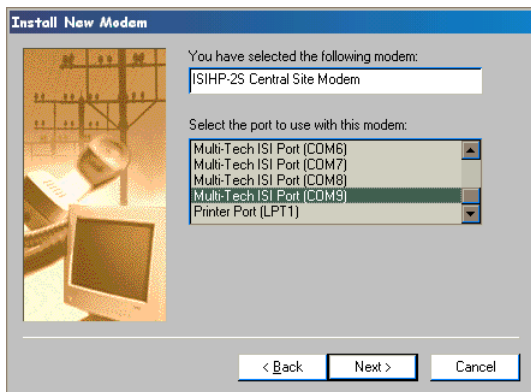 Install New Modem
You have selected the following modem:
ISIHP-2S Central Site Modem
Select the port to use with this modem:
Multi-Tech ISI Port (COM6)
Multi-Tech ISI Port (COM7)
Multi-Tech ISI Port (COM8)
Multi-Tech ISI Port (COM9)
Printer Port (LPT1)
< Back
Next >
Cancel